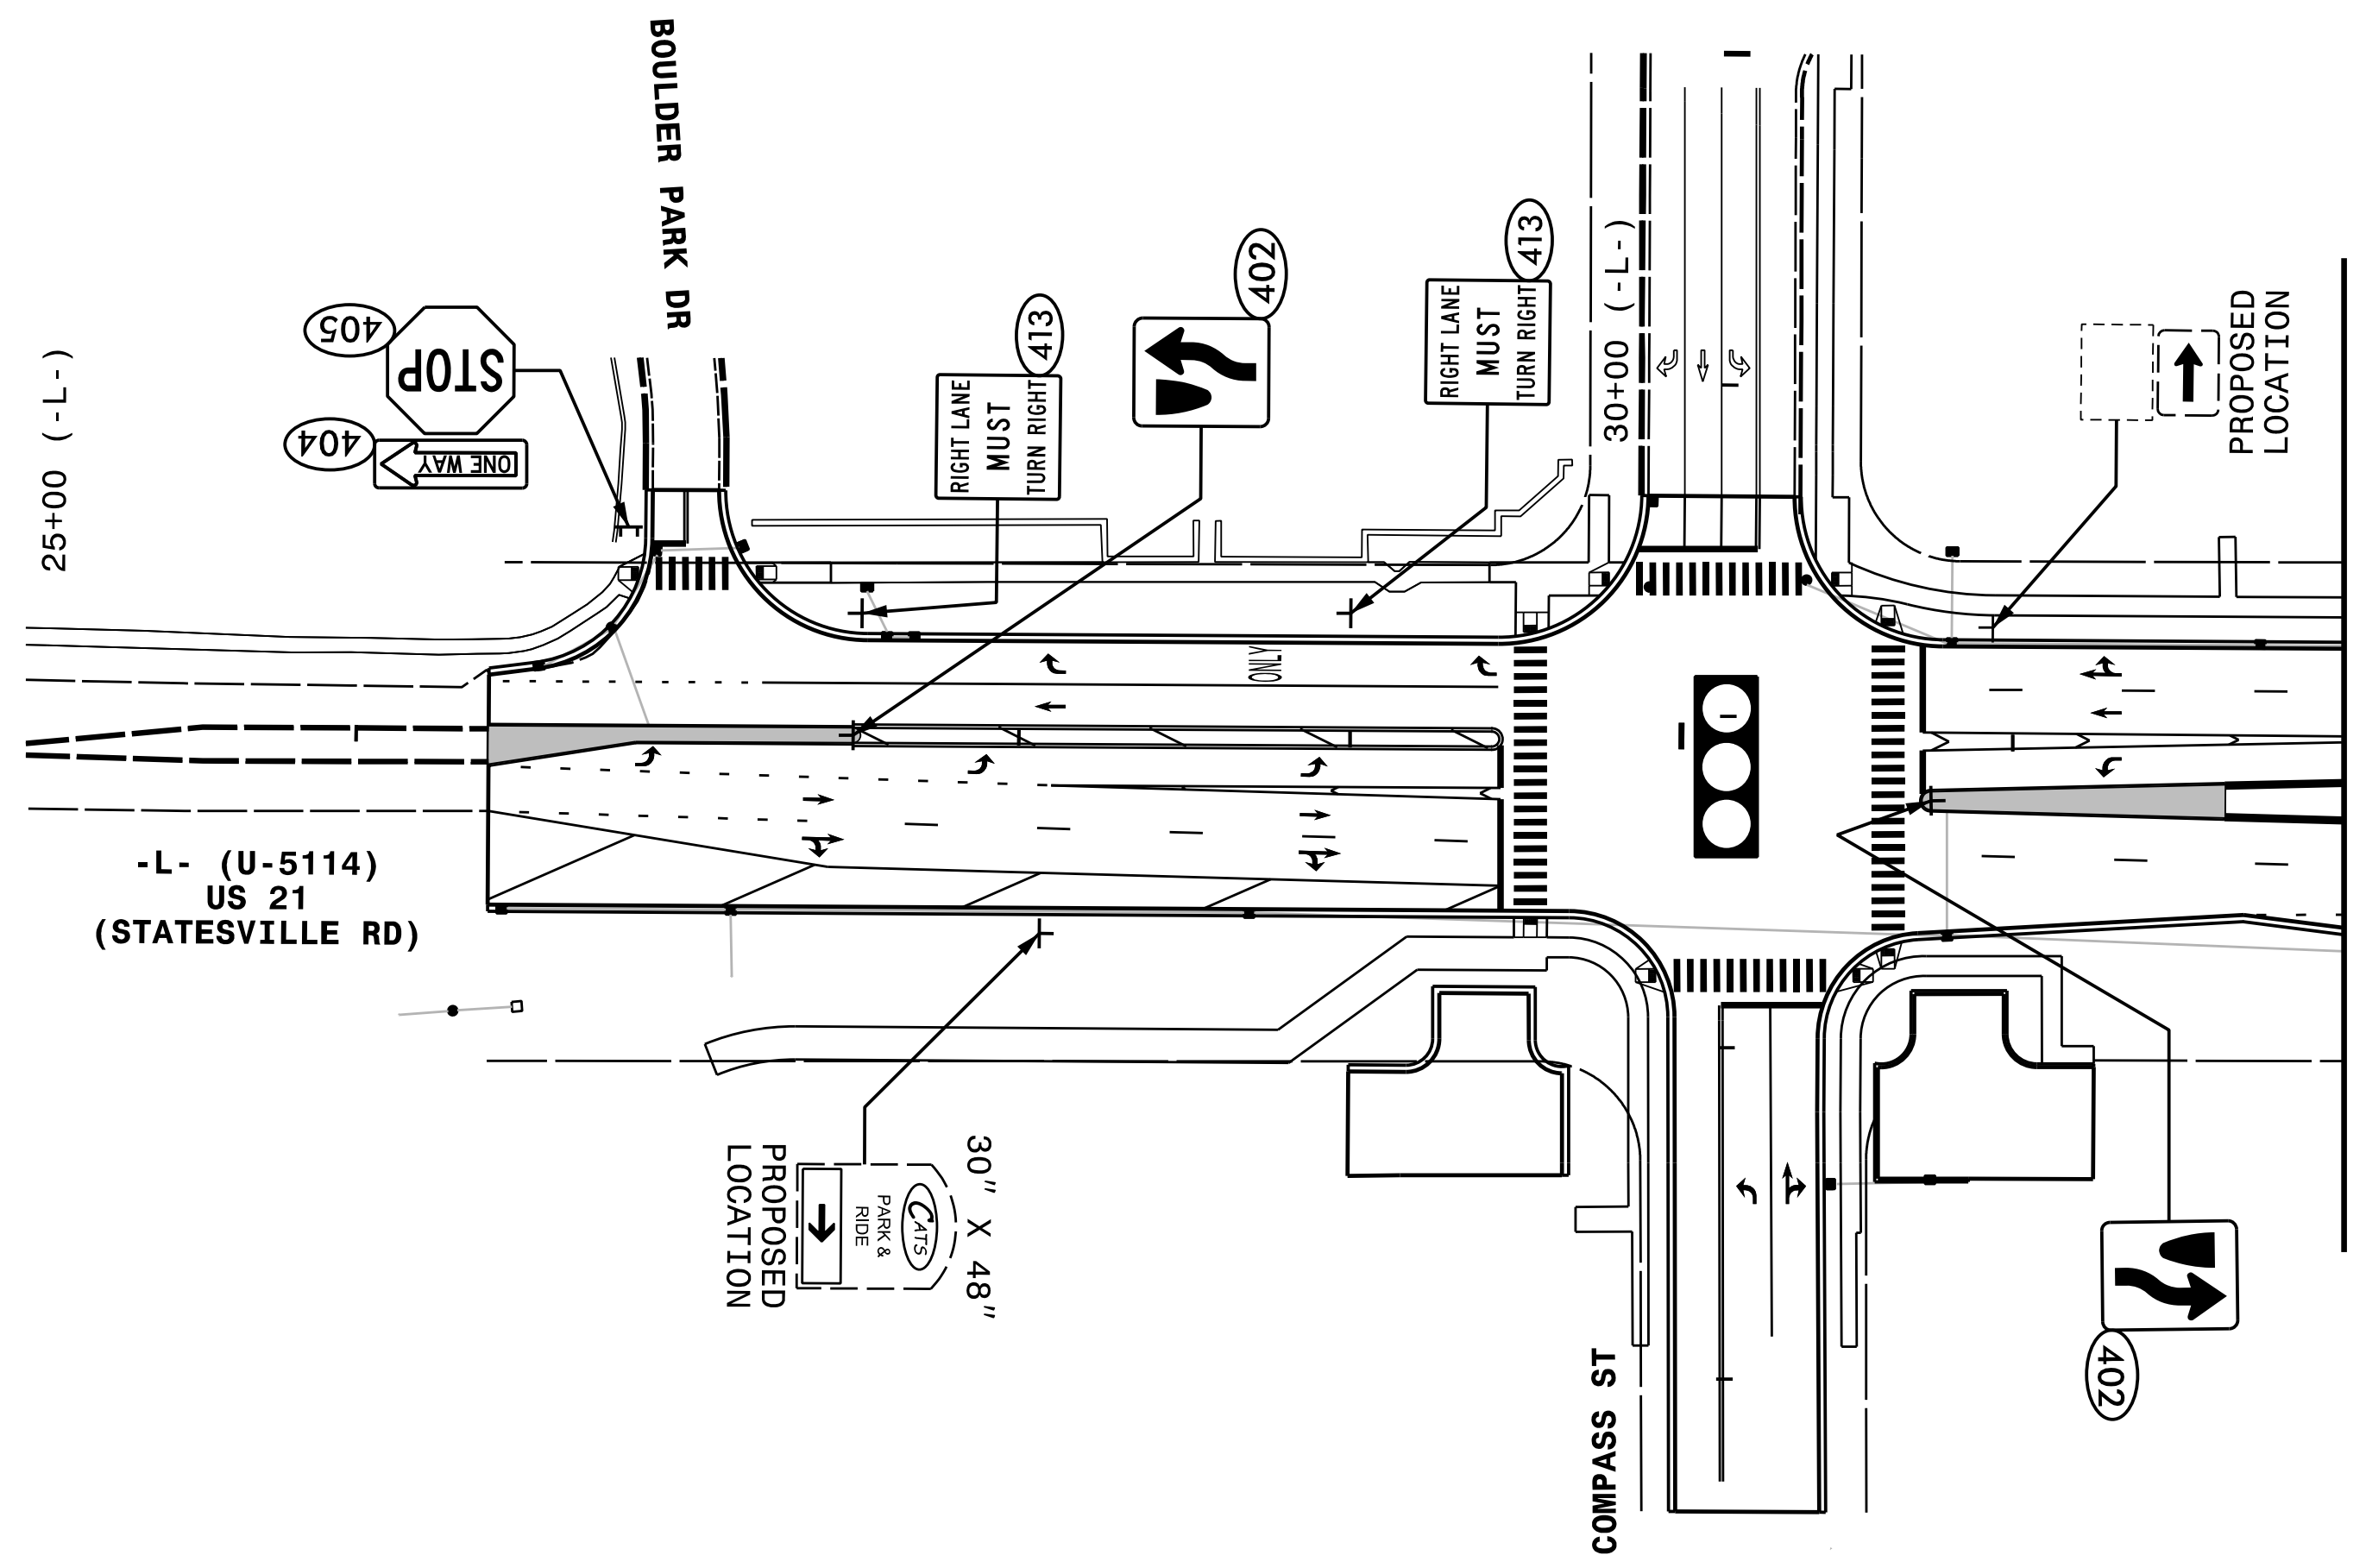 BOULDER PARK DR
25+00 (-L-)
405
STOP
404
ONE WAY
413
RIGHT LANE
MUST
TURN RIGHT
402
413
RIGHT LANE
MUST
TURN RIGHT
30+00 (-L-)
PROPOSED
LOCATION
ONLY
-L- (U-5114)
US 21
(STATESVILLE RD)
30" X 48"
CATS
PARK &
RIDE
PROPOSED
LOCATION
COMPASS ST
402